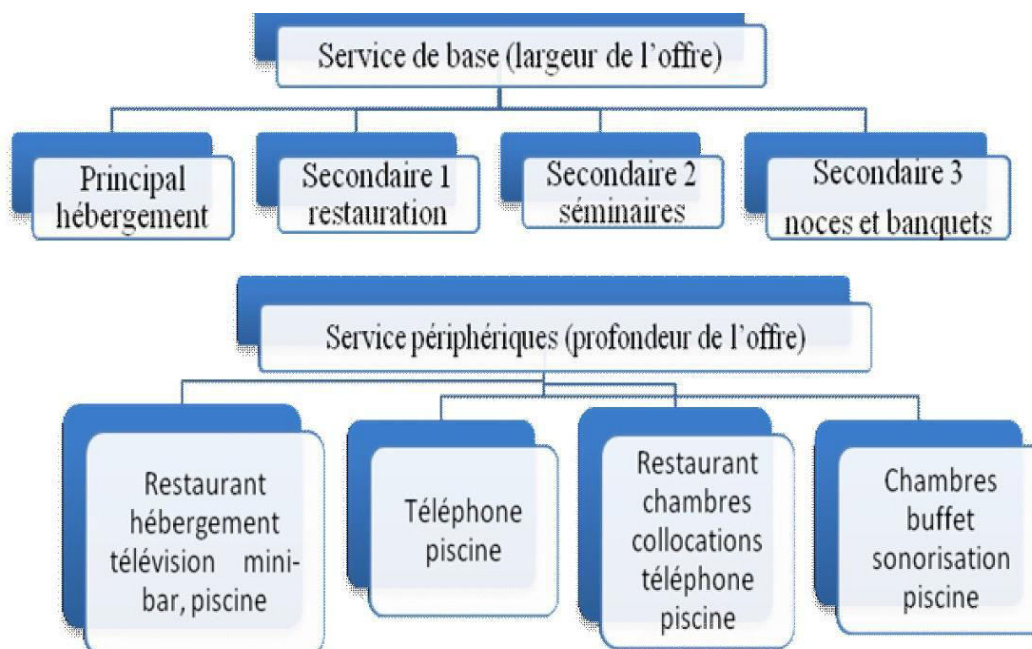 Service de base (largeur de l’offre)
Principal
hébergement
Secondaire 1
restauration
Secondaire 2
séminaires
Secondaire 3
noces et banquets
Service périphériques (profondeur de l’offre)
Restaurant
hébergement
télévision mini-
bar, piscine
Téléphone
piscine
Restaurant
chambres
collocations
téléphone
piscine
Chambres
buffet
sonorisation
piscine